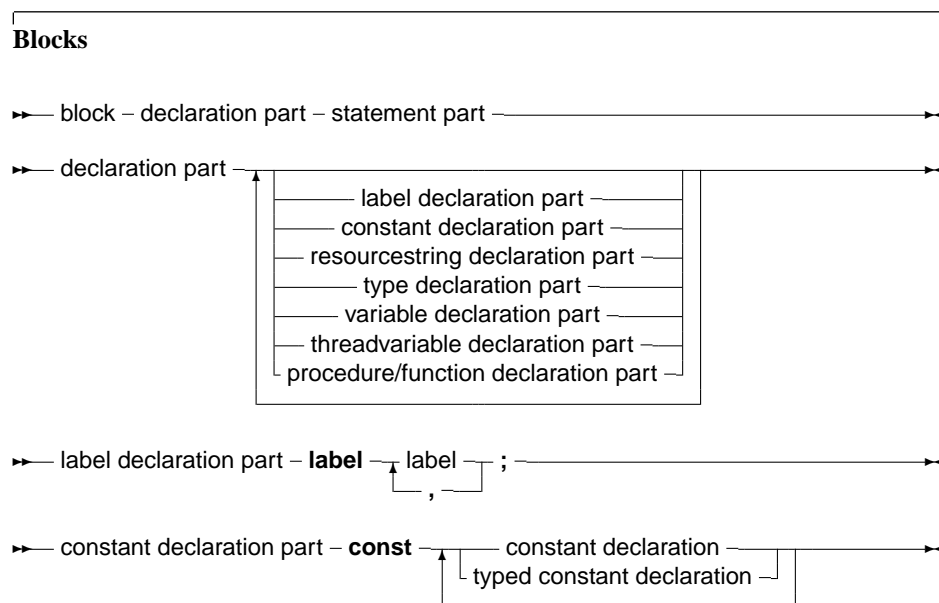 Blocks
block declaration part statement part
declaration part
label declaration part
constant declaration part
resourcestring declaration part
type declaration part
variable declaration part
threadvariable declaration part
procedure/function declaration part
label declaration part label label ;
,
constant declaration part const constant declaration
typed constant declaration